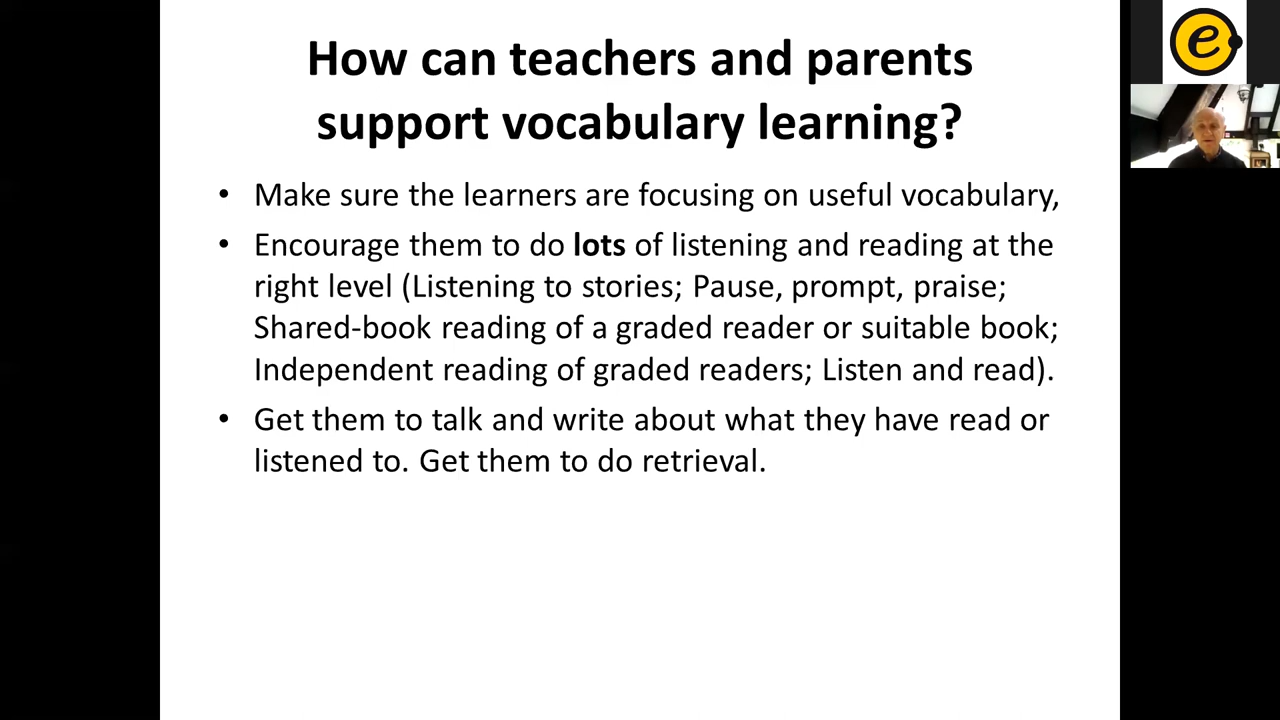 How can teachers and parents
support vocabulary learning?
• Make sure the learners are focusing on useful vocabulary,
• Encourage them to do lots of listening and reading at the
right level (Listening to stories; Pause, prompt, praise;
Shared-book reading of a graded reader or suitable book;
Independent reading of graded readers; Listen and read).
• Get them to talk and write about what they have read or
listened to. Get them to do retrieval.
e